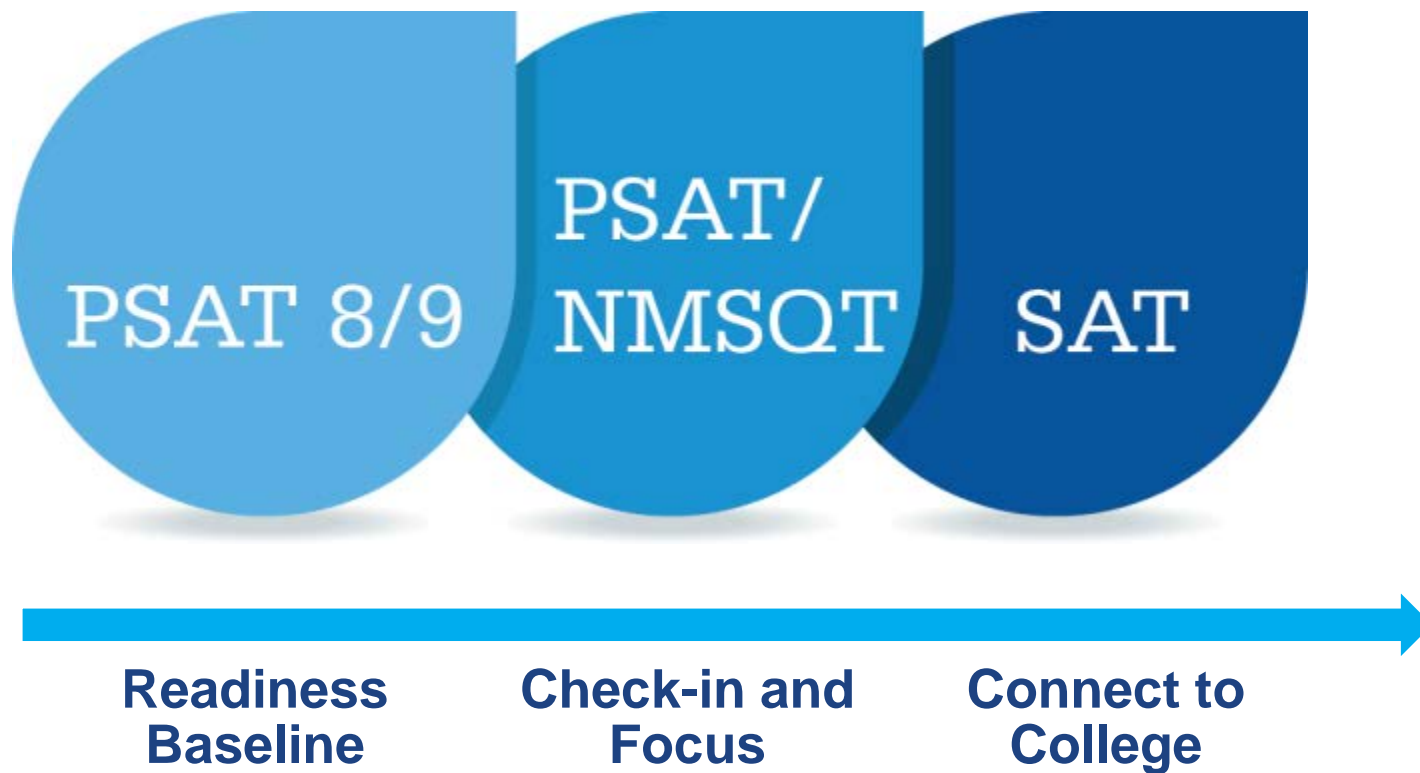 PSAT 8/9
PSAT/
NMSQT
SAT
Readiness
Baseline
Check-in and
Focus
Connect to
College